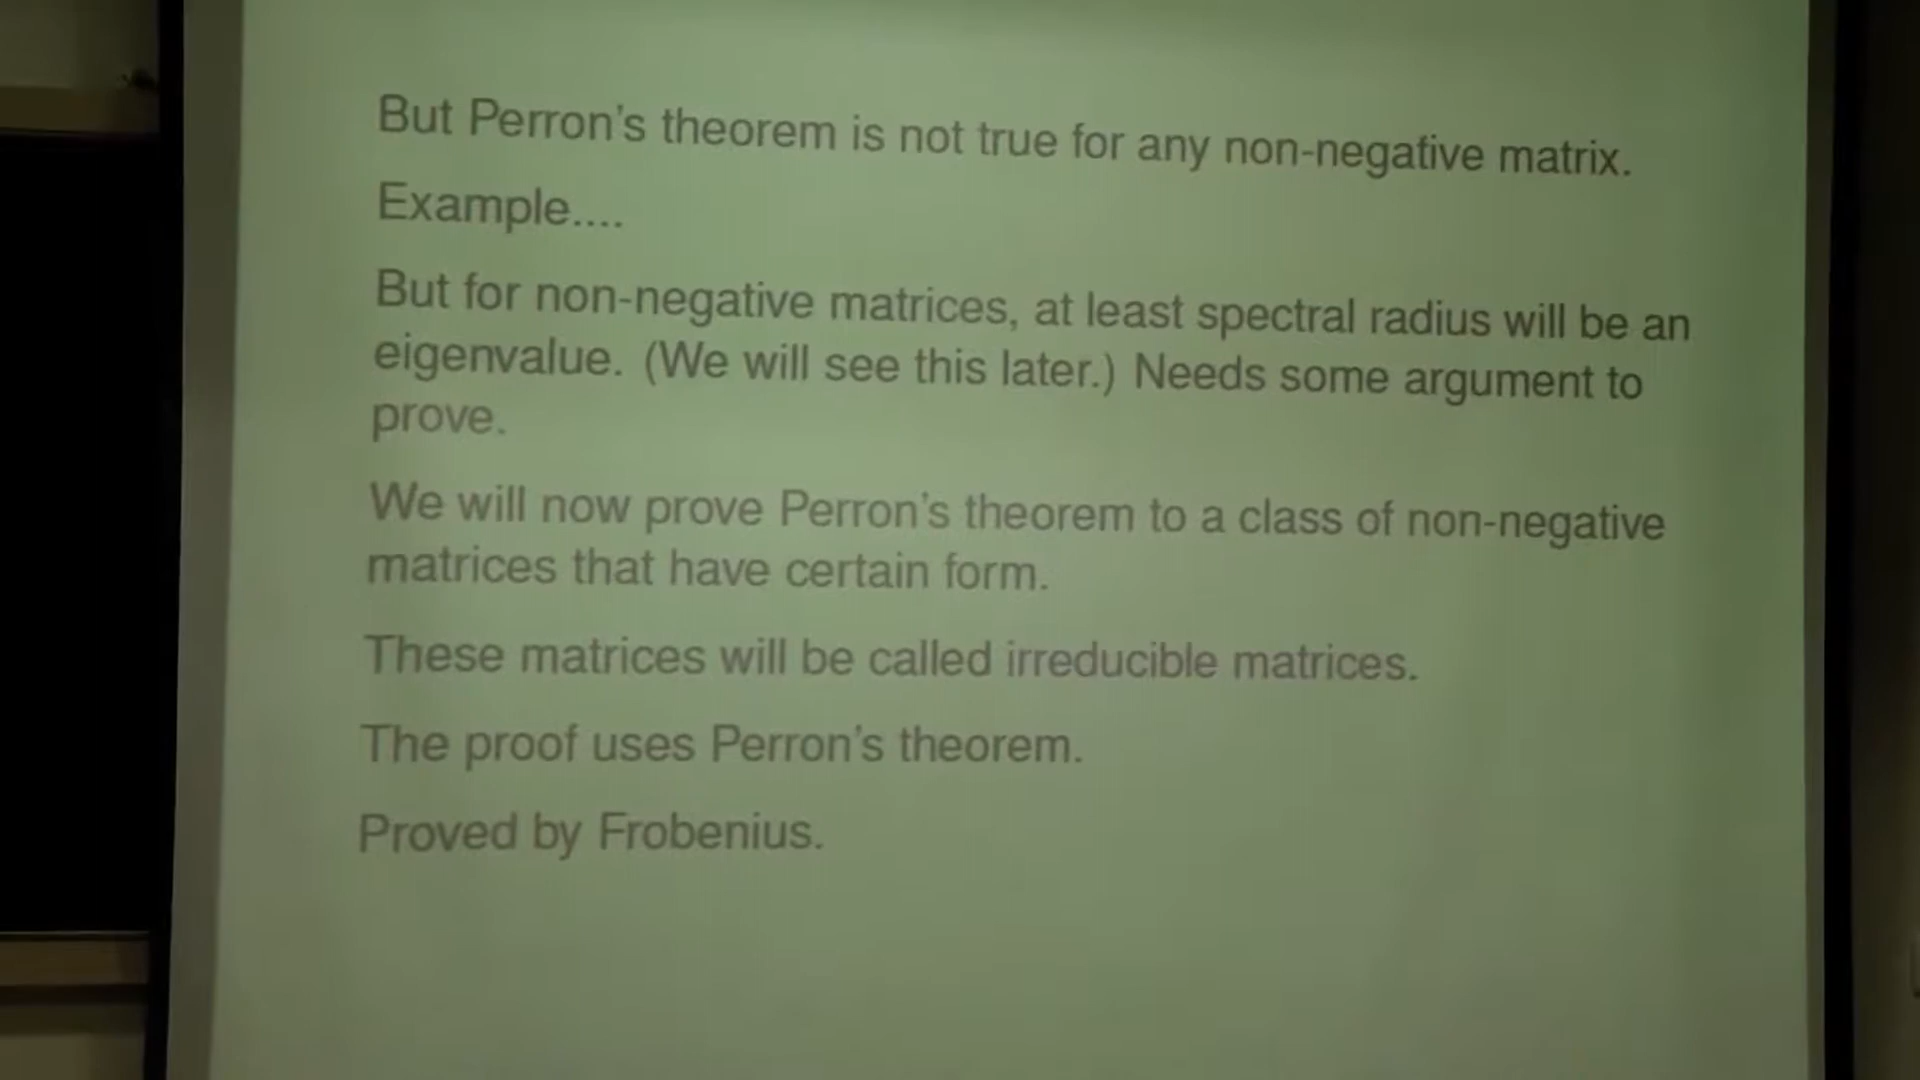 But Perron's theorem is not true for any non-negative matrix.
Example....
But for non-negative matrices, at least spectral radius will be an
eigenvalue. (We will see this later.) Needs some argument to
prove.
We will now prove Perron's theorem to a class of non-negative
matrices that have certain form.
These matrices will be called irreducible matrices.
The proof uses Perron's theorem.
Proved by Frobenius.